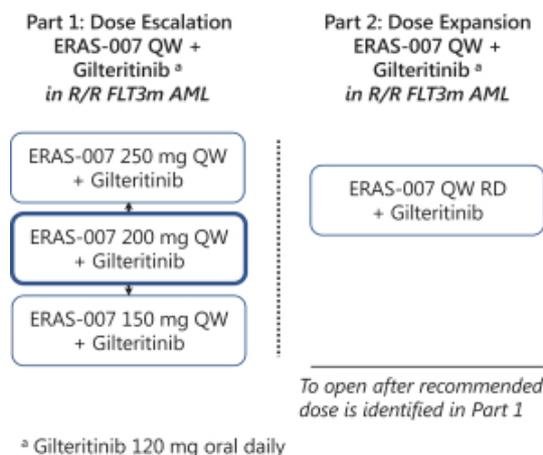 Part 1: Dose Escalation
ERAS-007 QW +
Gilteritinib ᵃ
in R/R FLT3m AML
ERAS-007 250 mg QW
+ Gilteritinib
ERAS-007 200 mg QW
+ Gilteritinib
ERAS-007 150 mg QW
+ Gilteritinib
Part 2: Dose Expansion
ERAS-007 QW +
Gilteritinib ᵃ
in R/R FLT3m AML
ERAS-007 QW RD
+ Gilteritinib
To open after recommended
dose is identified in Part 1
ᵃ Gilteritinib 120 mg oral daily